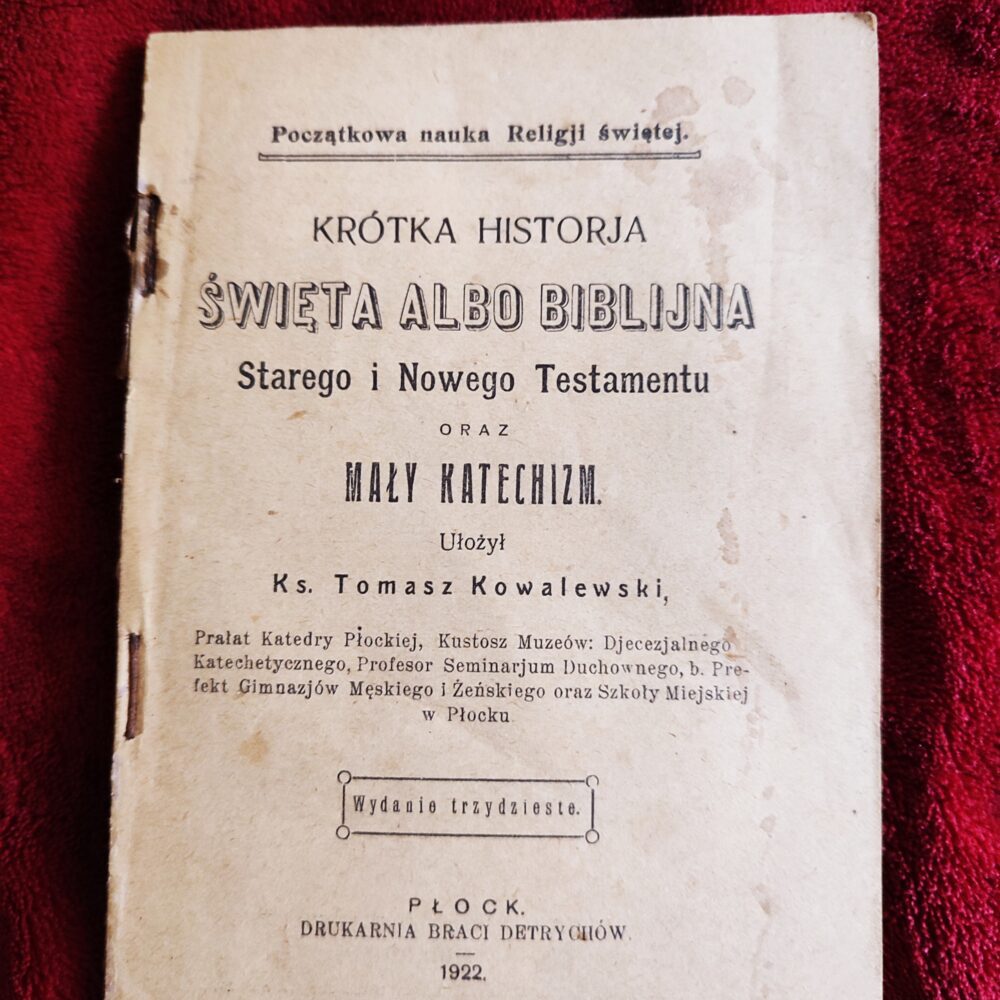 Początkowa nauka Religji świętej.
KRÓTKA HISTORJA
ŚWIĘTA ALBO BIBLIJNA
Starego i Nowego Testamentu
ORAZ
MAŁY KATECHIZM.
Ułożył
Ks. Tomasz Kowalewski,
Prałat Katedry Płockiej, Kustosz Muzeów: Djecezjalnego
Katechetycznego, Profesor Seminarjum Duchownego, b. Pre-
fekt Gimnazjów Męskiego i Żeńskiego oraz Szkoły Miejskiej
w Płocku
Wydanie trzydzieste.
PŁOCK.
DRUKARNIA BRACI DETRYCHÓW.
1922.